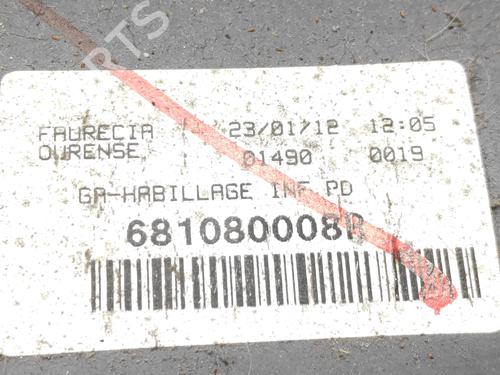 FAURECIA 23/01/12 12:05
OURENSE 01490 0019
GA-HABILLAGE INF PD
681080008R